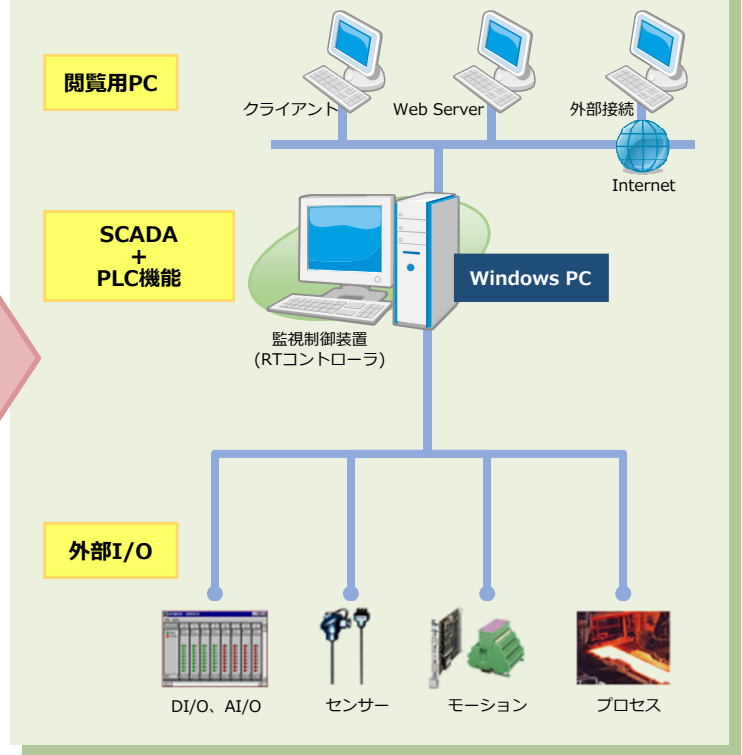 閲覧用PC
クライアント
Web Server
外部接続
Internet
SCADA
+
PLC機能
Windows PC
監視制御装置
(RTコントローラ)
外部I/O
DI/O、AI/O
センサー
モーション
プロセス